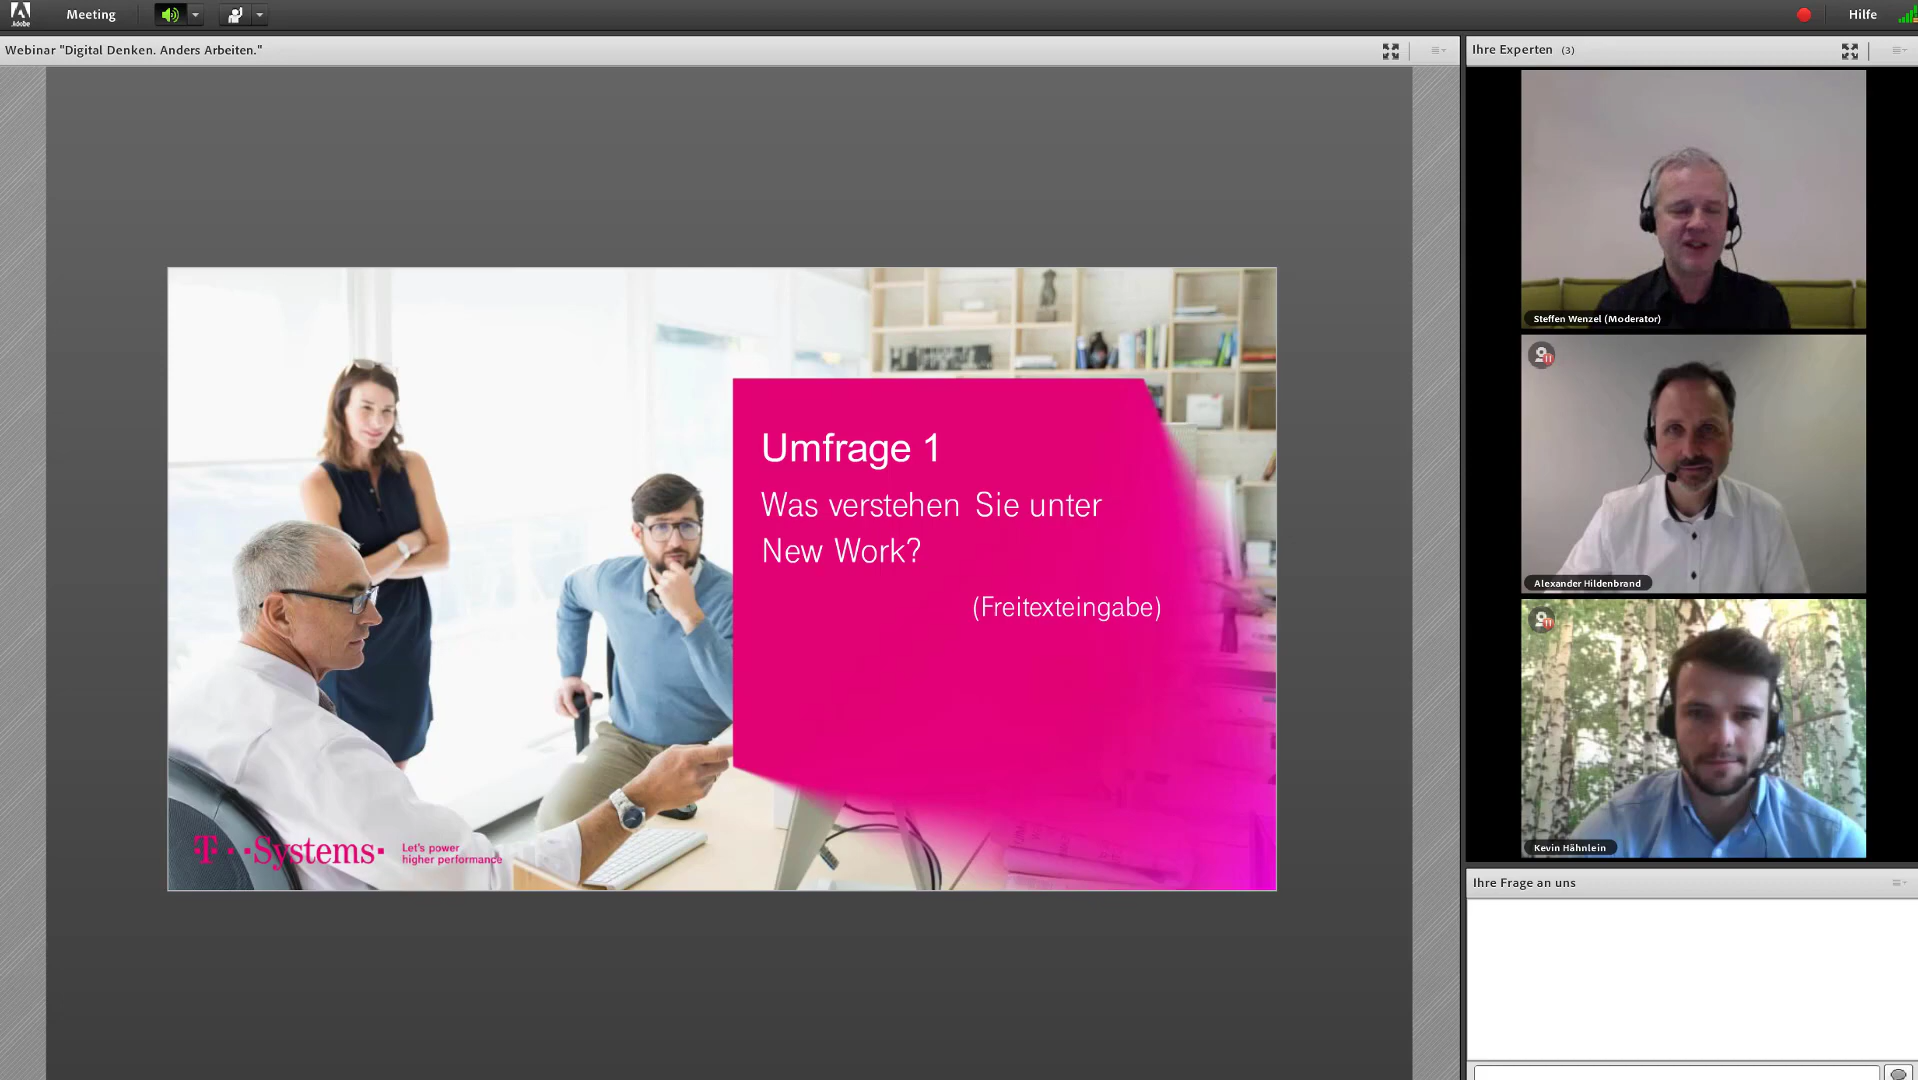 Adobe
Meeting
Hilfe
Webinar "Digital Denken. Anders Arbeiten."
Ihre Experten (3)
Steffen Wenzel (Moderator)
Alexander Hildenbrand
Kevin Hähnlein
Umfrage 1
Was verstehen Sie unter
New Work?
(Freitexteingabe)
T··Systems·
Let's power
higher performance
Ihre Frage an uns